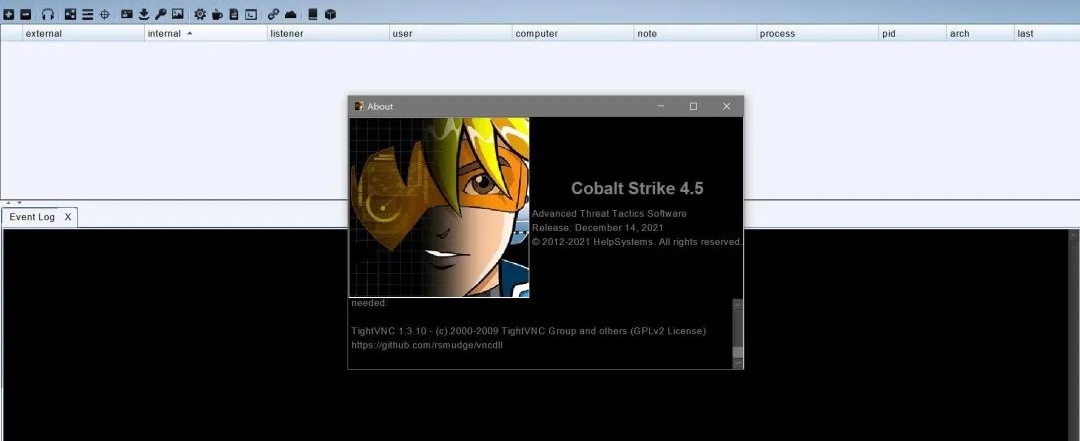 external internal listener user computer note process pid arch last
About
Cobalt Strike 4.5
Advanced Threat Tactics Software
Release: December 14, 2021
© 2012-2021 HelpSystems. All rights reserved.
Event Log X
needed:
TightVNC 1.3.10 - (c) 2000-2009 TightVNC Group and others (GPLv2 License)
https://github.com/rsmudge/vncdll